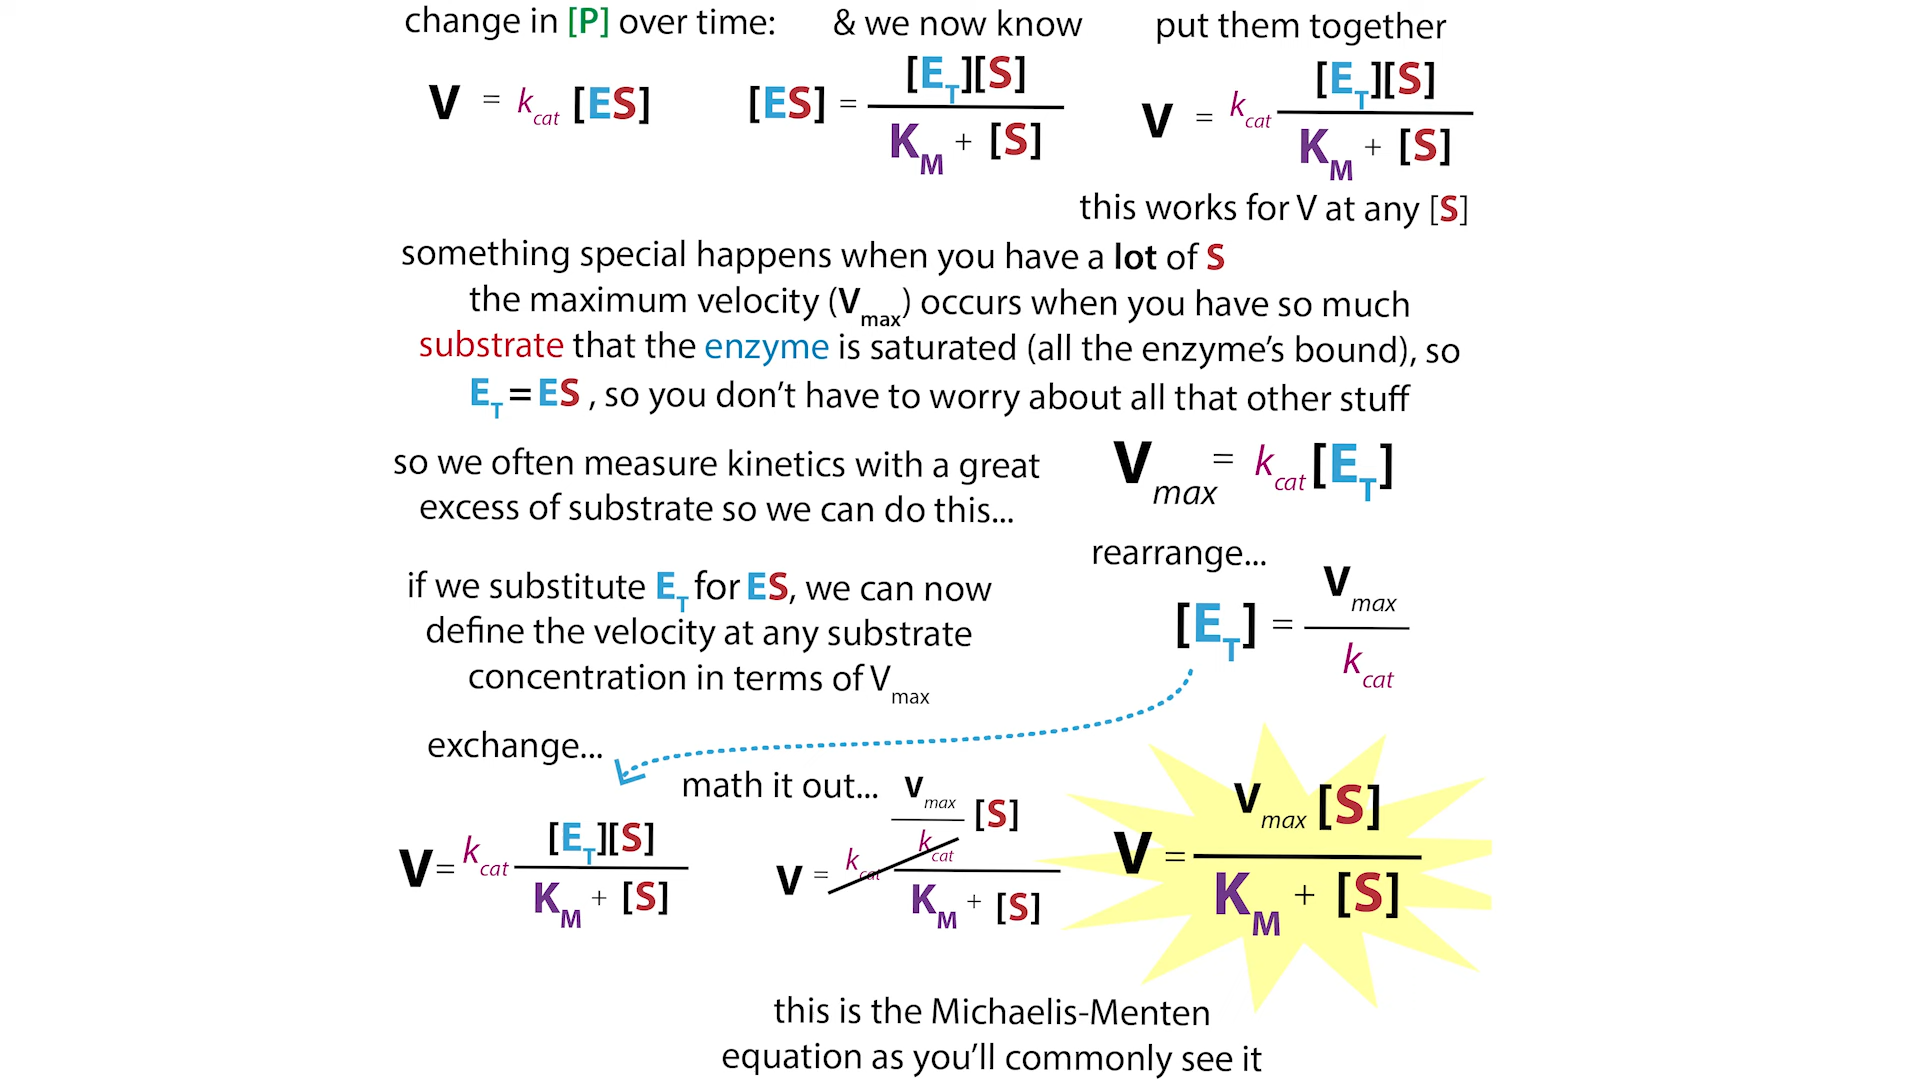 change in [P] over time:
V = kcat [ES]
& we now know
[ES] = [ET][S]
KM + [S]
put them together
V = kcat [ET][S]
KM + [S]
this works for V at any [S]
something special happens when you have a lot of S
the maximum velocity (Vmax) occurs when you have so much
substrate that the enzyme is saturated (all the enzyme's bound), so
ET = ES , so you don't have to worry about all that other stuff
so we often measure kinetics with a great
excess of substrate so we can do this...
Vmax = kcat [ET]
rearrange...
[ET] = Vmax
kcat
if we substitute ET for ES, we can now
define the velocity at any substrate
concentration in terms of Vmax
exchange...
V = kcat [ET][S]
KM + [S]
math it out...
Vmax [S]
kcat
V = kcat
KM + [S]
V = Vmax [S]
KM + [S]
this is the Michaelis-Menten
equation as you'll commonly see it